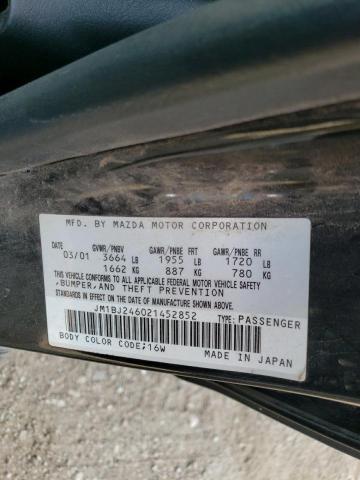 MFD. BY MAZDA MOTOR CORPORATION
DATE GVWR/PNBV GAWR/PNBE FRT GAWR/PNBE RR
03/01 3664 LB 1955 LB 1720 LB
1662 KG 887 KG 780 KG
THIS VEHICLE CONFORMS TO ALL APPLICABLE FEDERAL MOTOR VEHICLE SAFETY
,BUMPER,AND THEFT PREVENTION
STANDARDS IN EFFECT ON THE DATE OF MANUFACTURE SHOWN ABOVE.
JM1BJ246021452852 TYPE:PASSENGER
BODY COLOR CODE;16W MADE IN JAPAN